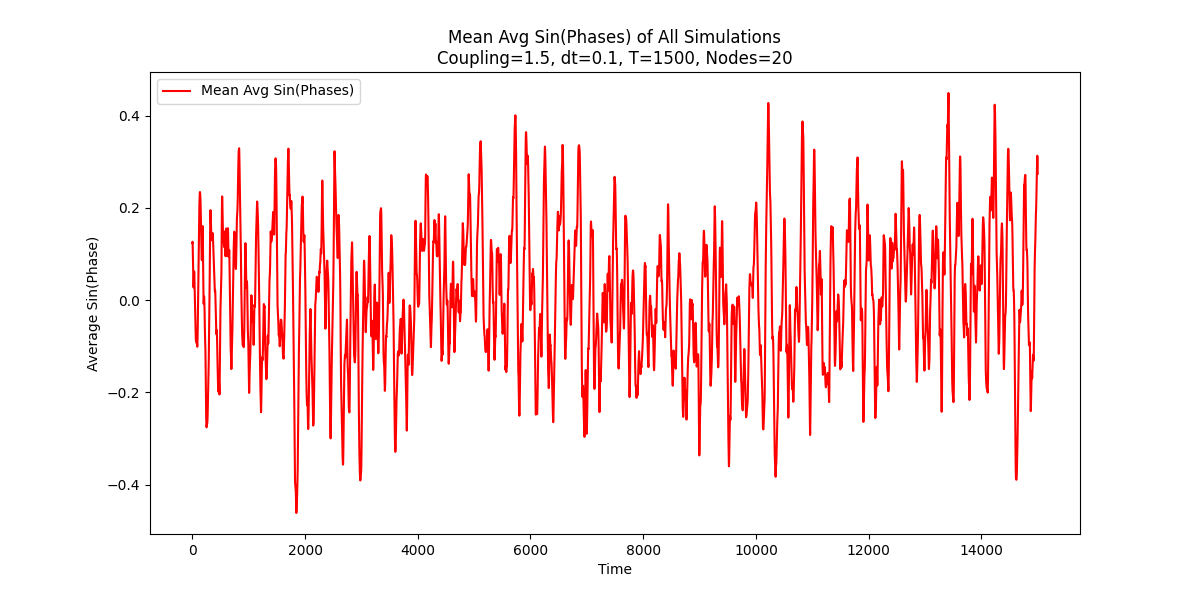 Mean Avg Sin(Phases) of All Simulations
Coupling=1.5, dt=0.1, T=1500, Nodes=20
Mean Avg Sin(Phases)
Average Sin(Phase)
0.4
0.2
0.0
−0.2
−0.4
0 2000 4000 6000 8000 10000 12000 14000
Time